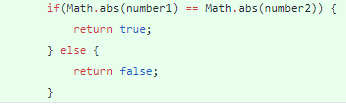 if(Math.abs(number1) == Math.abs(number2)) {
    return true;
} else {
    return false;
}